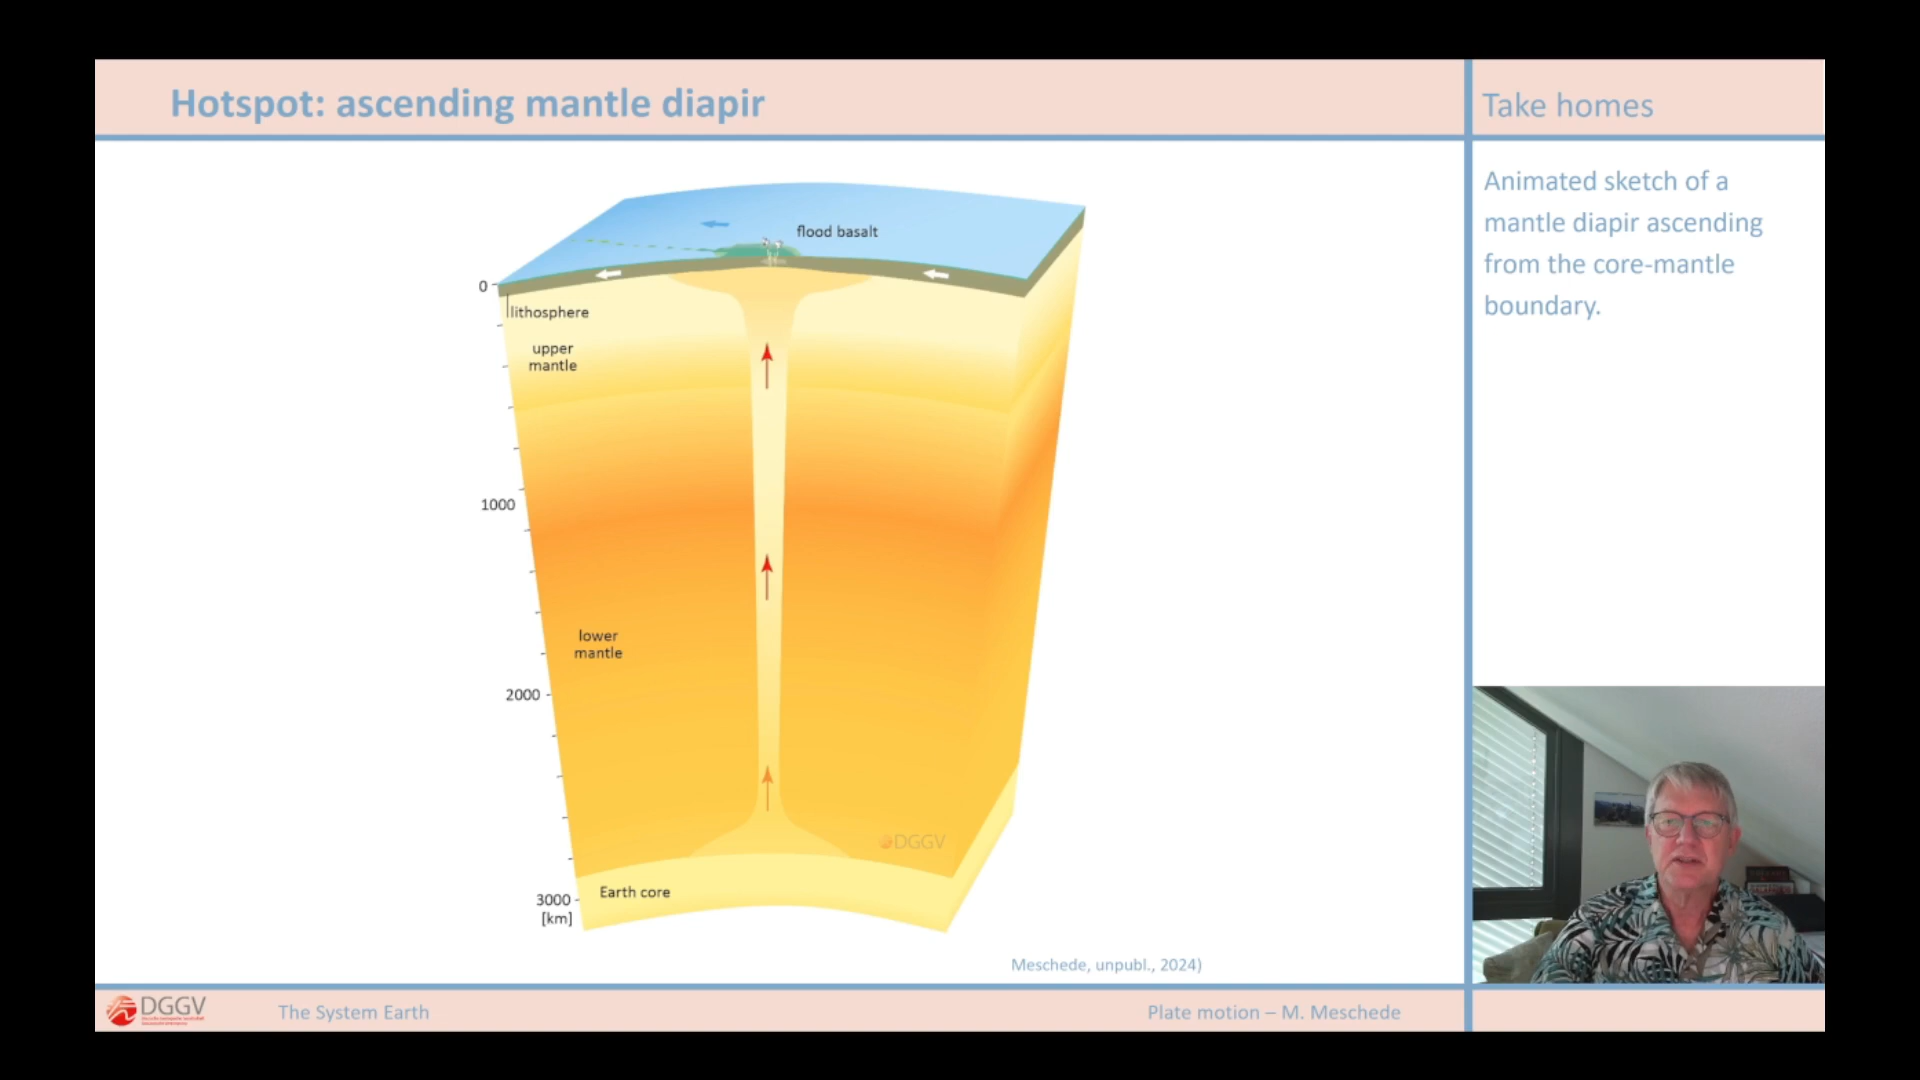 Hotspot: ascending mantle diapir
Take homes
Animated sketch of a
mantle diapir ascending
from the core-mantle
boundary.
flood basalt
0
lithosphere
upper
mantle
1000
lower
mantle
2000
DGGV
Earth core
3000
[km]
Meschede, unpubl., 2024)
DGGV
The System Earth
Plate motion – M. Meschede